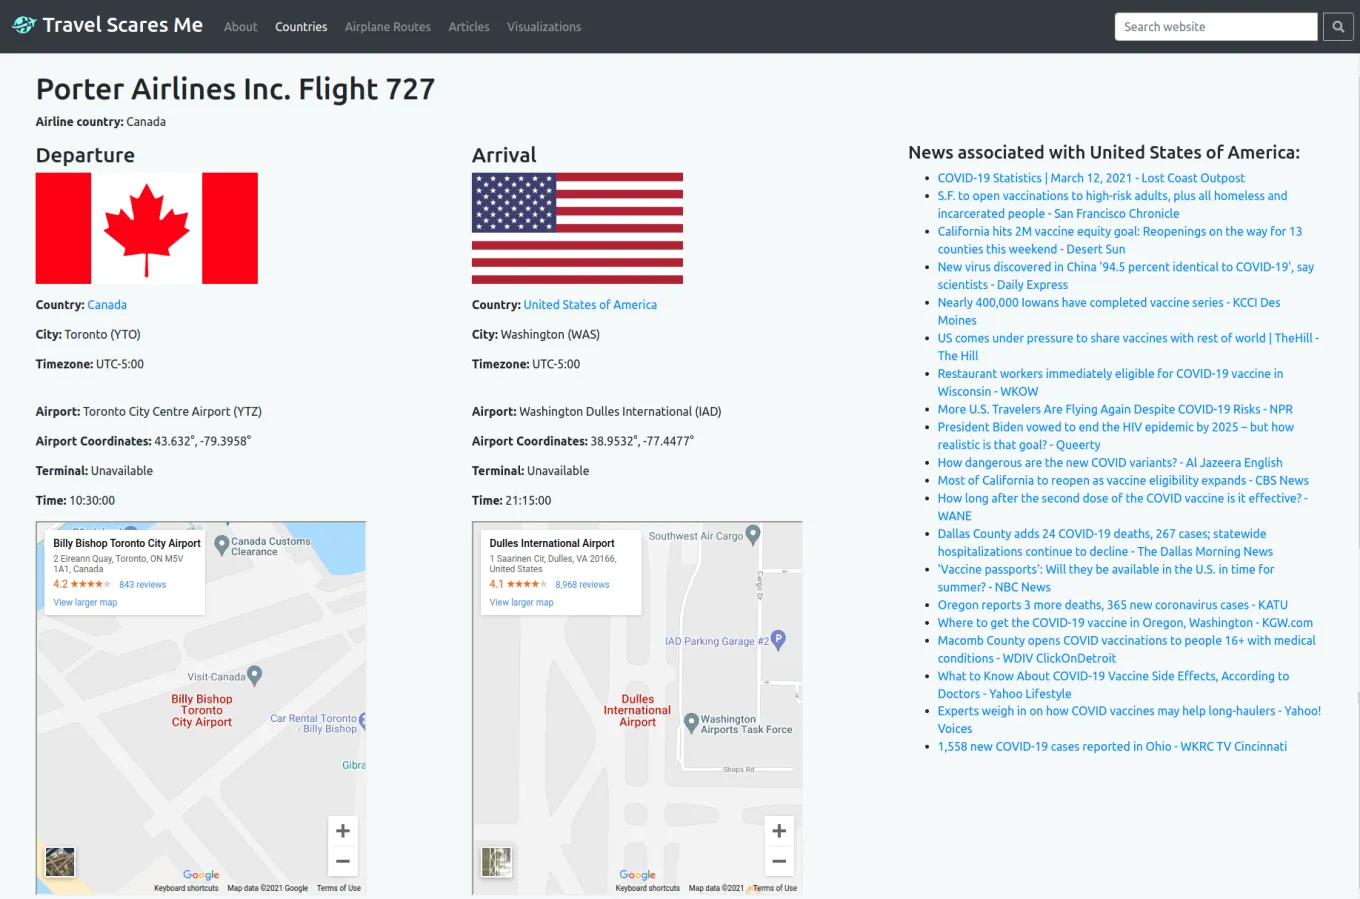 Travel Scares Me
About
Countries
Airplane Routes
Articles
Visualizations
Search website
Porter Airlines Inc. Flight 727
Airline country: Canada
Departure
Country: Canada
City: Toronto (YTO)
Timezone: UTC-5:00
Airport: Toronto City Centre Airport (YTZ)
Airport Coordinates: 43.632°, -79.3958°
Terminal: Unavailable
Time: 10:30:00
Billy Bishop Toronto City Airport
2 Eireann Quay, Toronto, ON M5V
1A1, Canada
4.2 843 reviews
View larger map
Canada Customs
Clearance
Visit-Canada
Billy Bishop
Toronto
City Airport
Car Rental Toronto
- Billy Bishop
Gibra
Google
Keyboard shortcuts Map data ©2021 Google Terms of Use
Arrival
Country: United States of America
City: Washington (WAS)
Timezone: UTC-5:00
Airport: Washington Dulles International (IAD)
Airport Coordinates: 38.9532°, -77.4477°
Terminal: Unavailable
Time: 21:15:00
Dulles International Airport
1 Saarinen Cir, Dulles, VA 20166,
United States
4.1 8,968 reviews
View larger map
Southwest Air Cargo
Cargo Dr
IAD Parking Garage #2
P
Dulles
International
Airport
Washington
Airports Task Force
Shops Rd
Google
Keyboard shortcuts Map data ©2021 Terms of Use
News associated with United States of America:
COVID-19 Statistics | March 12, 2021 - Lost Coast Outpost
S.F. to open vaccinations to high-risk adults, plus all homeless and
incarcerated people - San Francisco Chronicle
California hits 2M vaccine equity goal: Reopenings on the way for 13
counties this weekend - Desert Sun
New virus discovered in China '94.5 percent identical to COVID-19', say
scientists - Daily Express
Nearly 400,000 Iowans have completed vaccine series - KCCI Des
Moines
US comes under pressure to share vaccines with rest of world | TheHill -
The Hill
Restaurant workers immediately eligible for COVID-19 vaccine in
Wisconsin - WKOW
More U.S. Travelers Are Flying Again Despite COVID-19 Risks - NPR
President Biden vowed to end the HIV epidemic by 2025 – but how
realistic is that goal? - Queerty
How dangerous are the new COVID variants? - Al Jazeera English
Most of California to reopen as vaccine eligibility expands - CBS News
How long after the second dose of the COVID vaccine is it effective? -
WANE
Dallas County adds 24 COVID-19 deaths, 267 cases; statewide
hospitalizations continue to decline - The Dallas Morning News
'Vaccine passports': Will they be available in the U.S. in time for
summer? - NBC News
Oregon reports 3 more deaths, 365 new coronavirus cases - KATU
Where to get the COVID-19 vaccine in Oregon, Washington - KGW.com
Macomb County opens COVID vaccinations to people 16+ with medical
conditions - WDIV ClickOnDetroit
What to Know About COVID-19 Vaccine Side Effects, According to
Doctors - Yahoo Lifestyle
Experts weigh in on how COVID vaccines may help long-haulers - Yahoo!
Voices
1,558 new COVID-19 cases reported in Ohio - WKRC TV Cincinnati